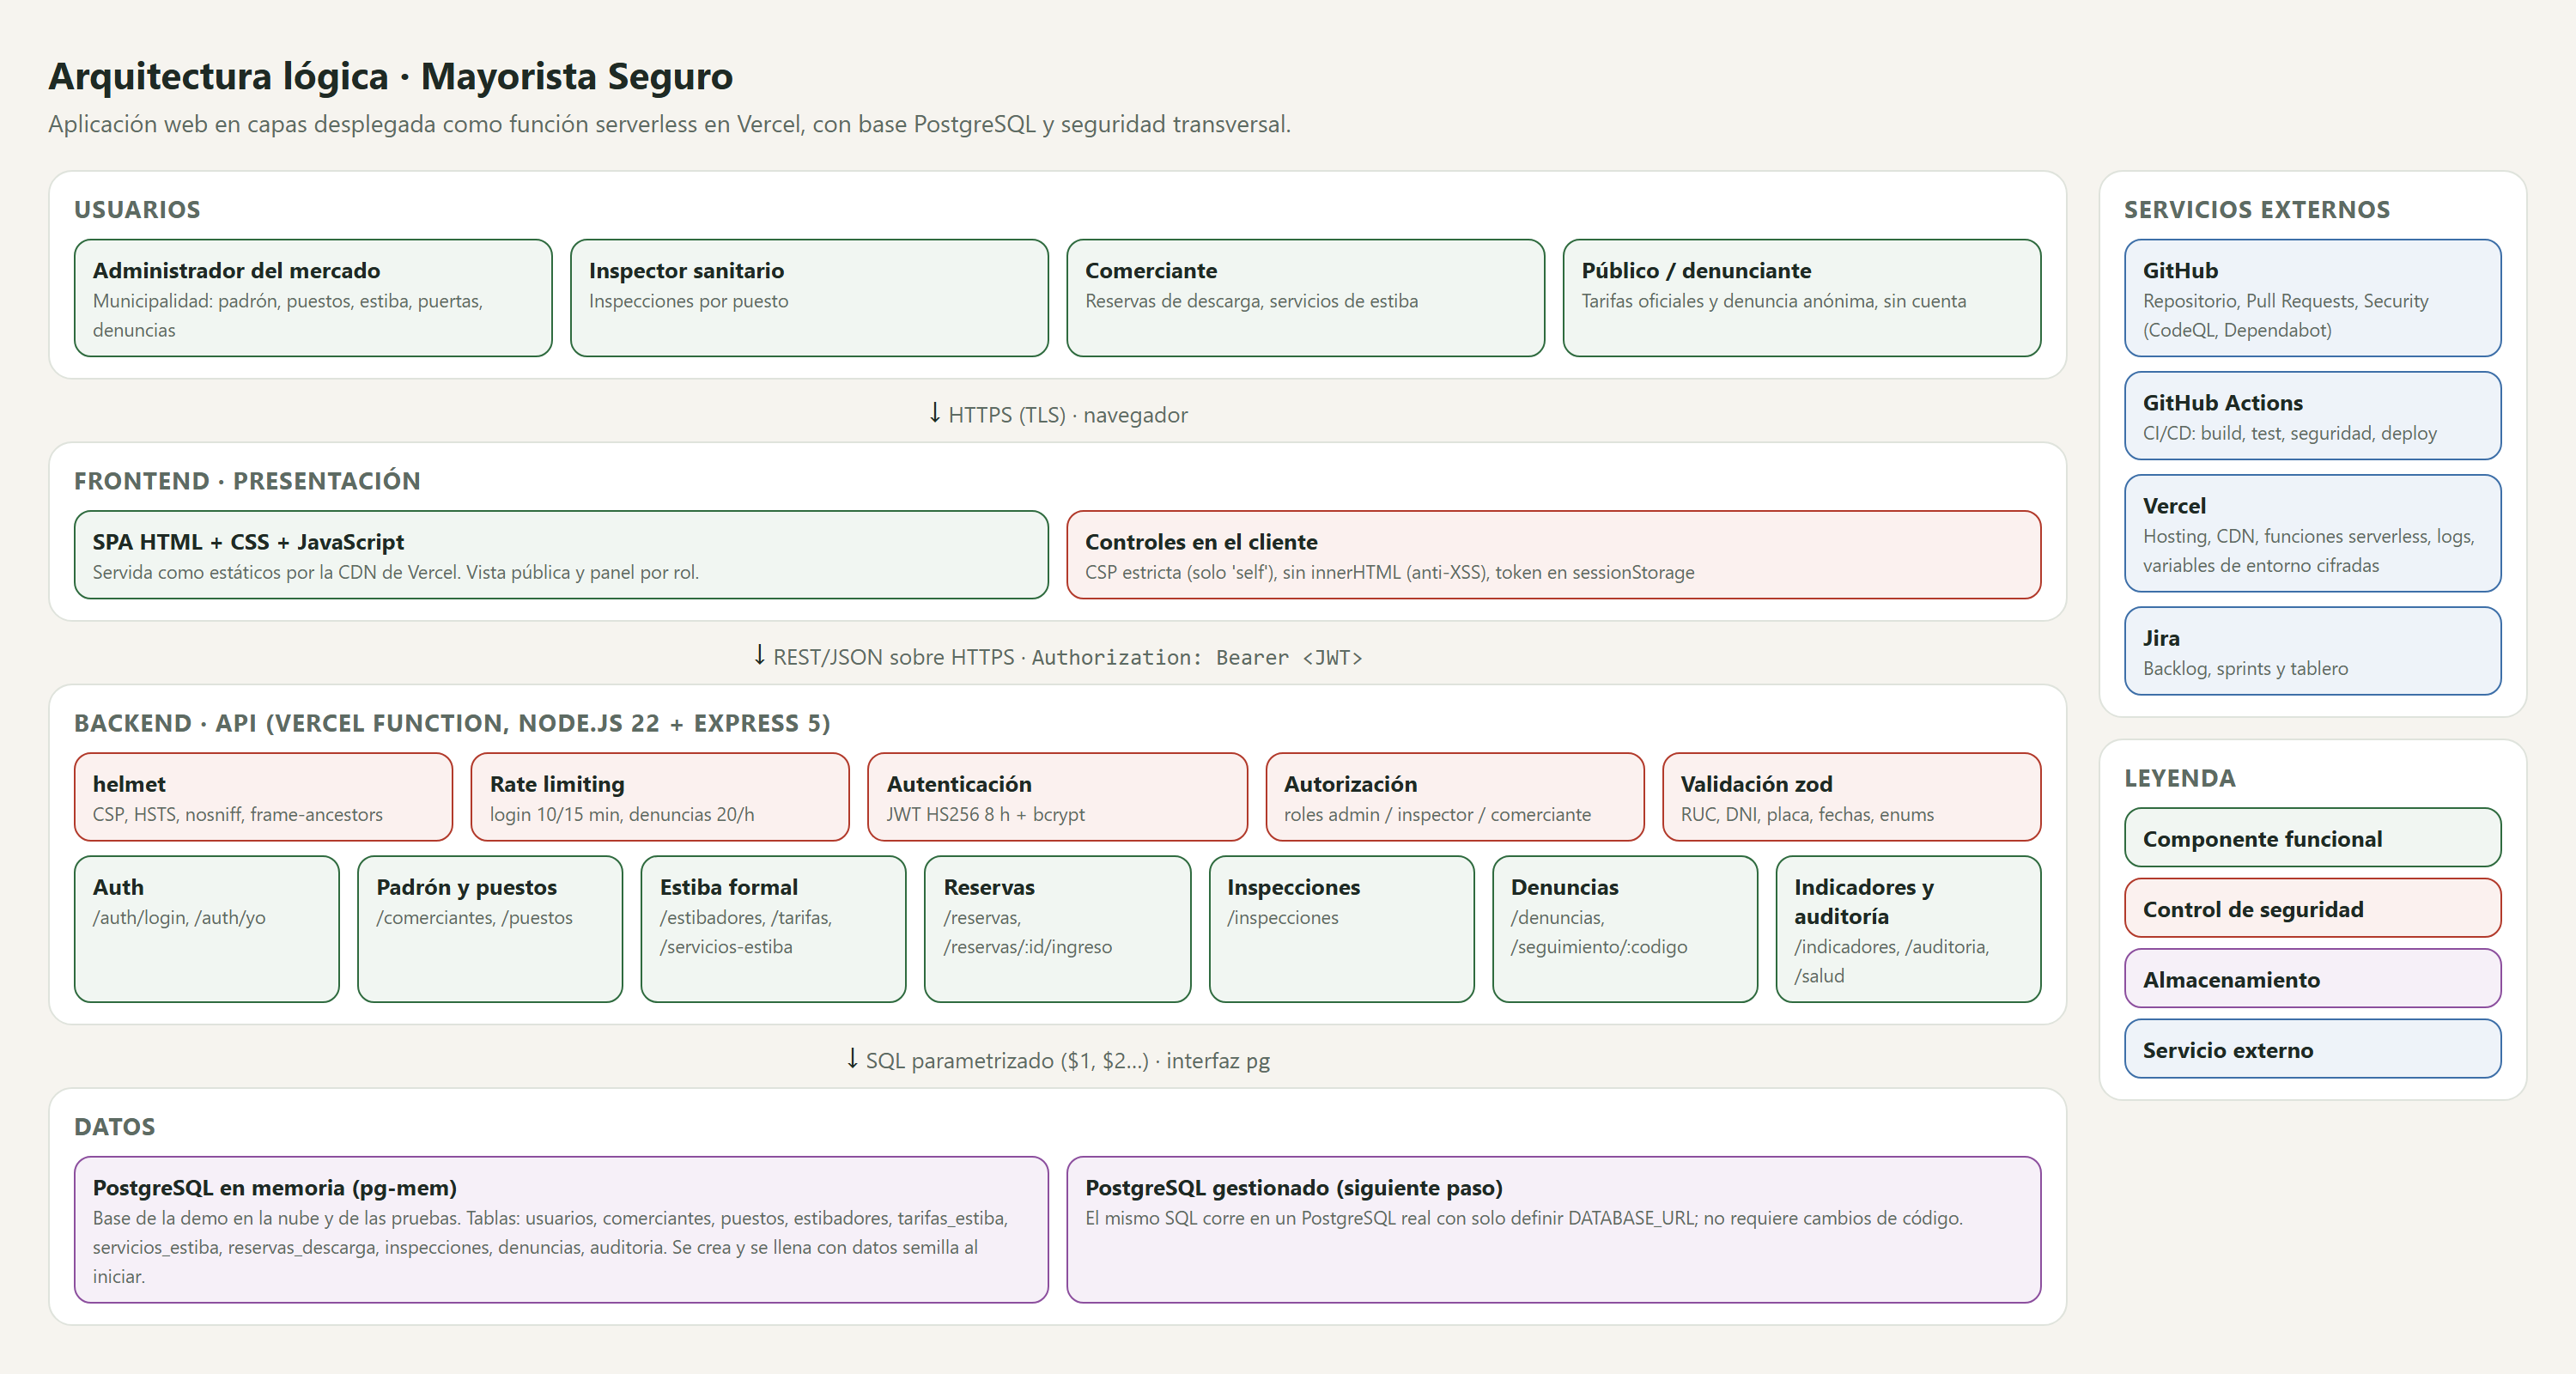 Arquitectura lógica · Mayorista Seguro
Aplicación web en capas desplegada como función serverless en Vercel, con base PostgreSQL y seguridad transversal.
USUARIOS
Administrador del mercado
Municipalidad: padrón, puestos, estiba, puertas,
denuncias
Inspector sanitario
Inspecciones por puesto
Comerciante
Reservas de descarga, servicios de estiba
Público / denunciante
Tarifas oficiales y denuncia anónima, sin cuenta
↓ HTTPS (TLS) · navegador
FRONTEND · PRESENTACIÓN
SPA HTML + CSS + JavaScript
Servida como estáticos por la CDN de Vercel. Vista pública y panel por rol.
Controles en el cliente
CSP estricta (solo 'self'), sin innerHTML (anti-XSS), token en sessionStorage
↓ REST/JSON sobre HTTPS · Authorization: Bearer <JWT>
BACKEND · API (VERCEL FUNCTION, NODE.JS 22 + EXPRESS 5)
helmet
CSP, HSTS, nosniff, frame-ancestors
Rate limiting
login 10/15 min, denuncias 20/h
Autenticación
JWT HS256 8 h + bcrypt
Autorización
roles admin / inspector / comerciante
Validación zod
RUC, DNI, placa, fechas, enums
Auth
/auth/login, /auth/yo
Padrón y puestos
/comerciantes, /puestos
Estiba formal
/estibadores, /tarifas,
/servicios-estiba
Reservas
/reservas,
/reservas/:id/ingreso
Inspecciones
/inspecciones
Denuncias
/denuncias,
/seguimiento/:codigo
Indicadores y
auditoría
/indicadores, /auditoria,
/salud
↓ SQL parametrizado ($1, $2…) · interfaz pg
DATOS
PostgreSQL en memoria (pg-mem)
Base de la demo en la nube y de las pruebas. Tablas: usuarios, comerciantes, puestos, estibadores, tarifas_estiba,
servicios_estiba, reservas_descarga, inspecciones, denuncias, auditoria. Se crea y se llena con datos semilla al
iniciar.
PostgreSQL gestionado (siguiente paso)
El mismo SQL corre en un PostgreSQL real con solo definir DATABASE_URL; no requiere cambios de código.
SERVICIOS EXTERNOS
GitHub
Repositorio, Pull Requests, Security
(CodeQL, Dependabot)
GitHub Actions
CI/CD: build, test, seguridad, deploy
Vercel
Hosting, CDN, funciones serverless, logs,
variables de entorno cifradas
Jira
Backlog, sprints y tablero
LEYENDA
Componente funcional
Control de seguridad
Almacenamiento
Servicio externo